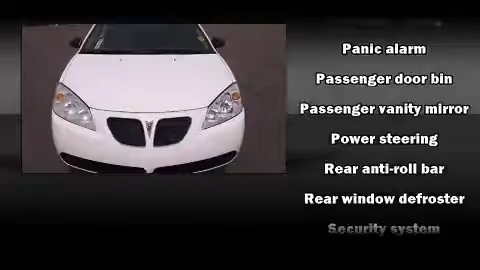 Panic alarm
Passenger door bin
Passenger vanity mirror
Power steering
Rear anti-roll bar
Rear window defroster
Security system